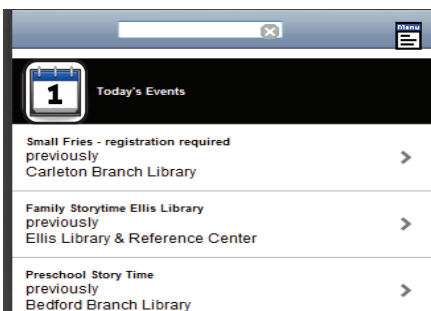 Menu
1
Today's Events
Small Fries - registration required
previously
Carleton Branch Library
Family Storytime Ellis Library
previously
Ellis Library & Reference Center
Preschool Story Time
previously
Bedford Branch Library